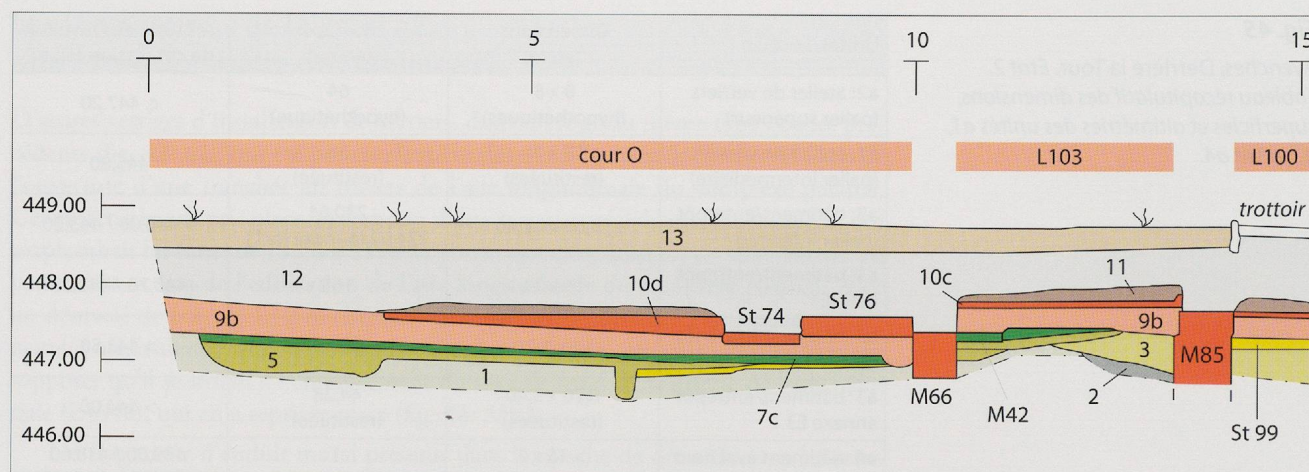 0 5 10 15
cour O L103 L100
449.00
trottoir
13
448.00 12 10d 10c 11
St 74 St 76
9b 9b
447.00 5 1 3 M85
7c M66 M42 2
446.00 St 99